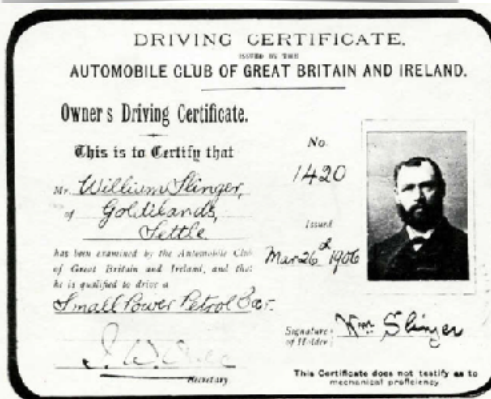 DRIVING CERTIFICATE,
ISSUED BY THE
AUTOMOBILE CLUB OF GREAT BRITAIN AND IRELAND.
Owner's Driving Certificate.
This is to Certify that
Mr. William Slinger,
of Goldilands,
Settle
has been examined by the Automobile Club
of Great Britain and Ireland, and that
he is qualified to drive a
Small Power Petrol Car.
Secretary
No.
1420
Issued
Mar 26 1906
Signature
of Holder
Wm. Slinger
This Certificate does not testify as to
mechanical proficiency